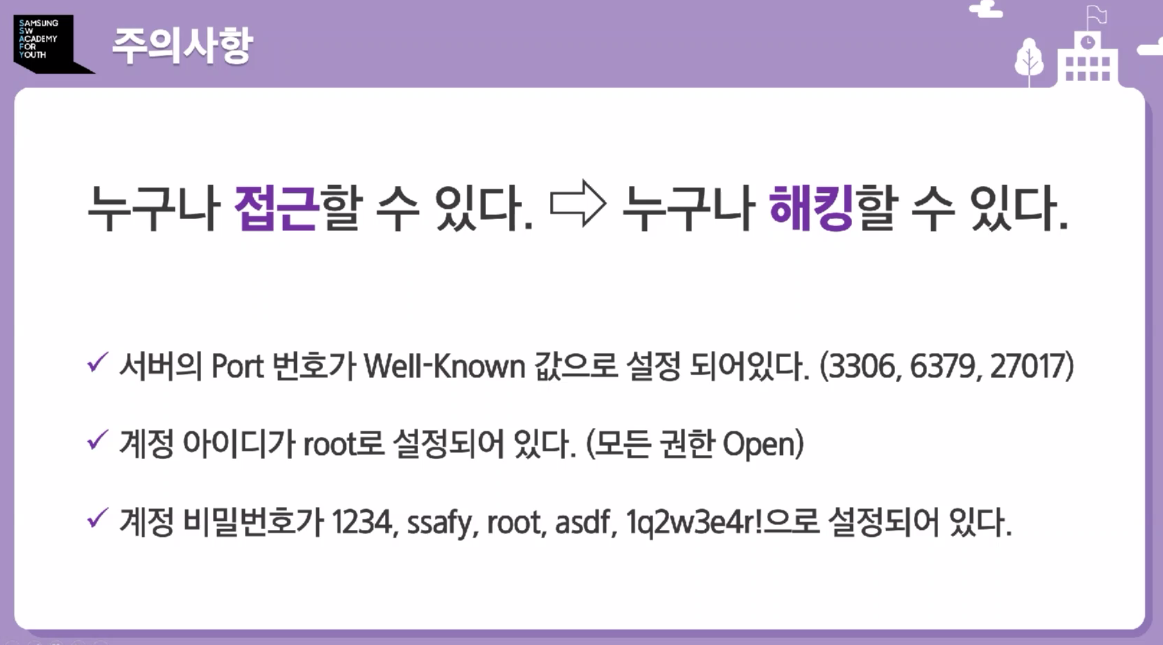 SAMSUNG
SW
ACADEMY
FOR
YOUTH
주의사항
누구나 접근할 수 있다. ⇨ 누구나 해킹할 수 있다.
✓ 서버의 Port 번호가 Well-Known 값으로 설정 되어있다. (3306, 6379, 27017)
✓ 계정 아이디가 root로 설정되어 있다. (모든 권한 Open)
✓ 계정 비밀번호가 1234, ssafy, root, asdf, 1q2w3e4r!으로 설정되어 있다.